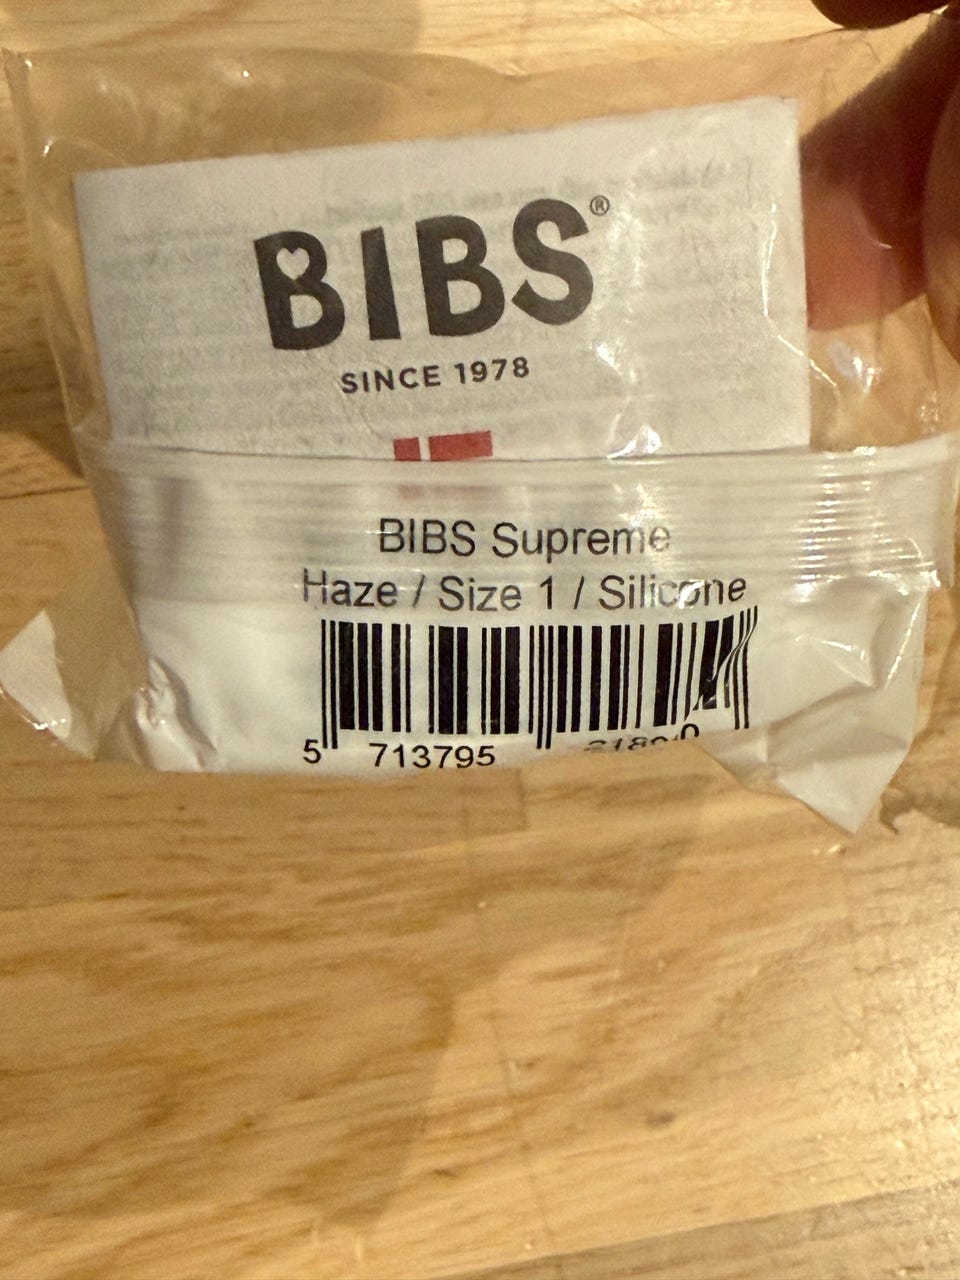 BIBS®
SINCE 1978
BIBS Supreme
Haze / Size 1 / Silicone
5 713795